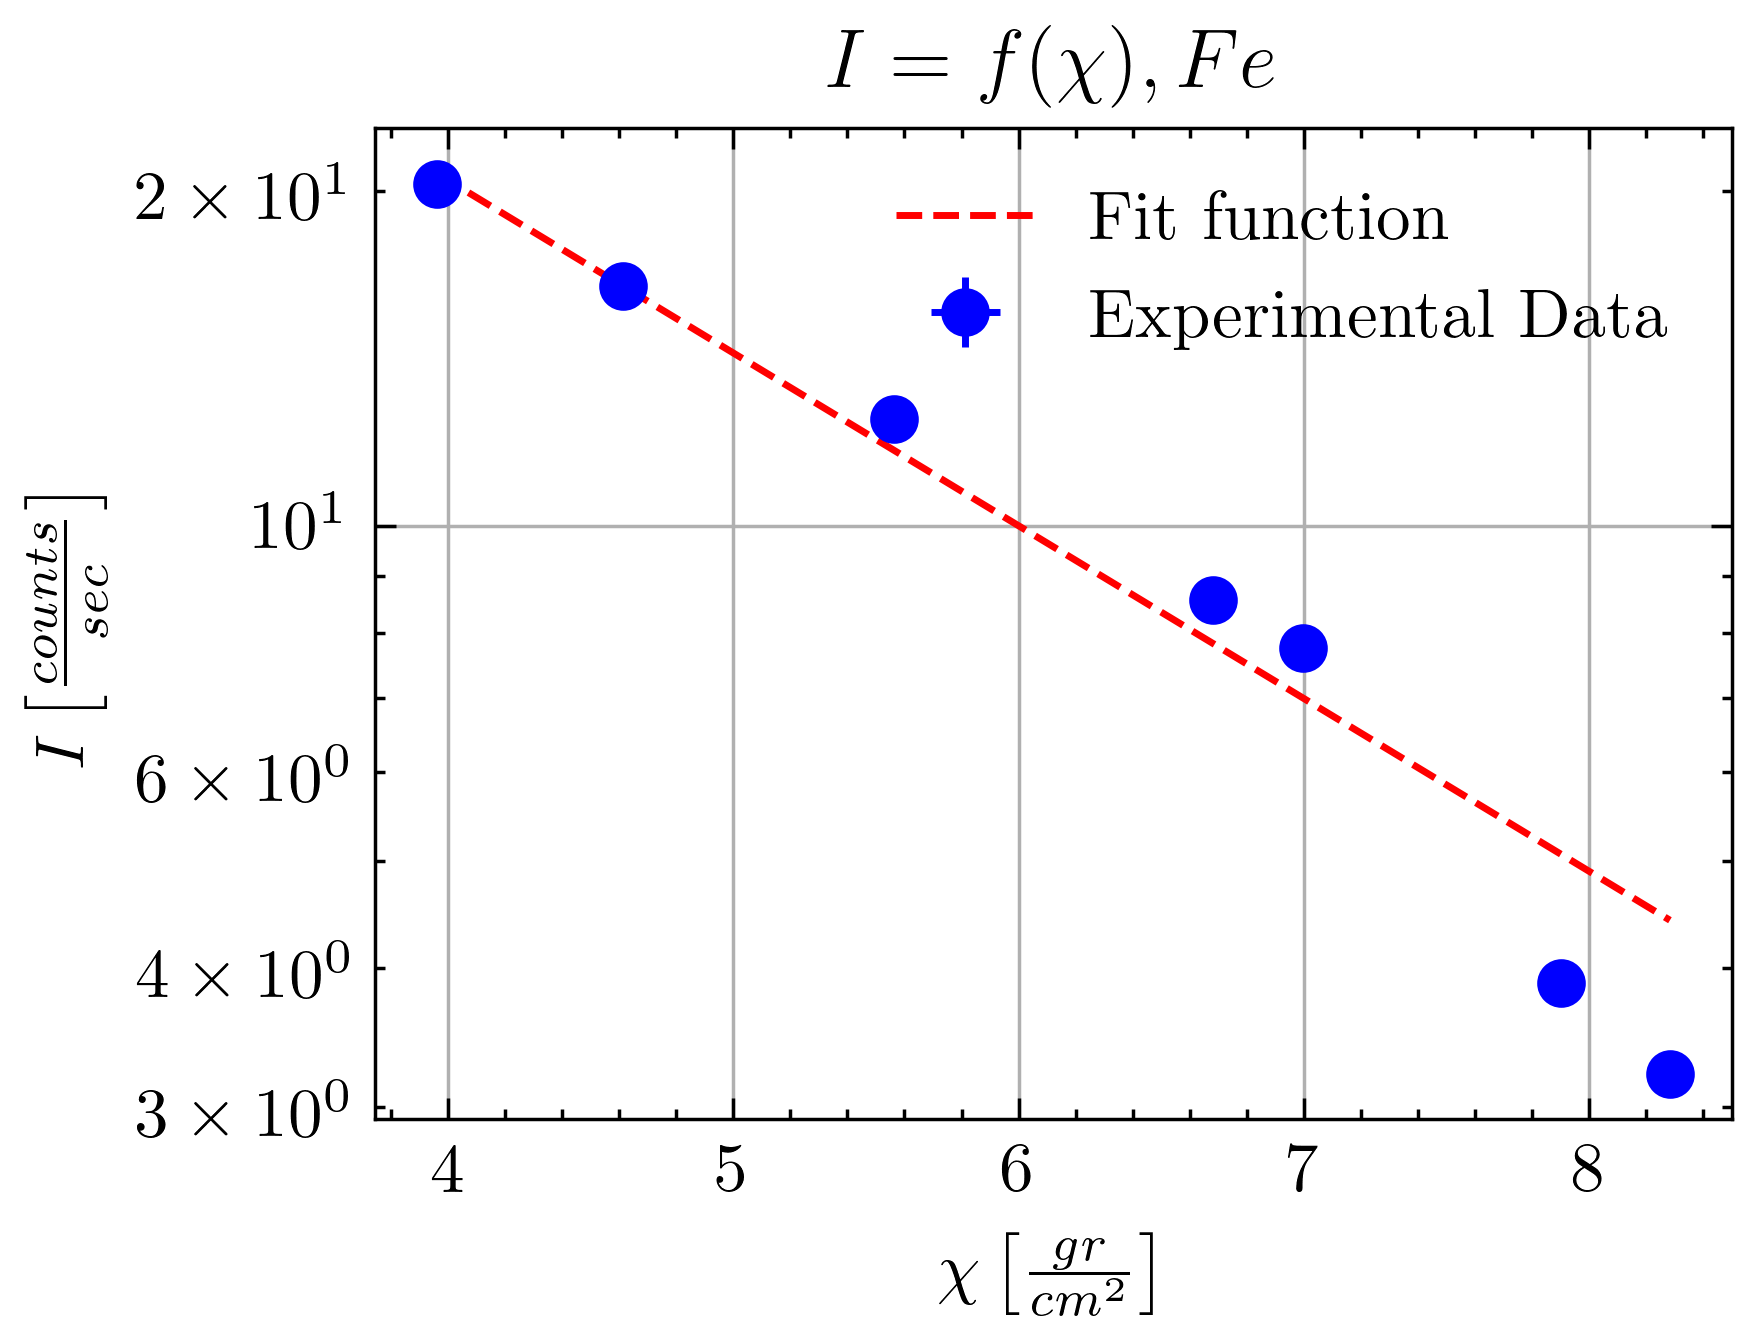 I = f(χ), Fe
Fit function
Experimental Data
I [counts/sec]
2 × 10¹
10¹
6 × 10⁰
4 × 10⁰
3 × 10⁰
4 5 6 7 8
χ [gr/cm²]